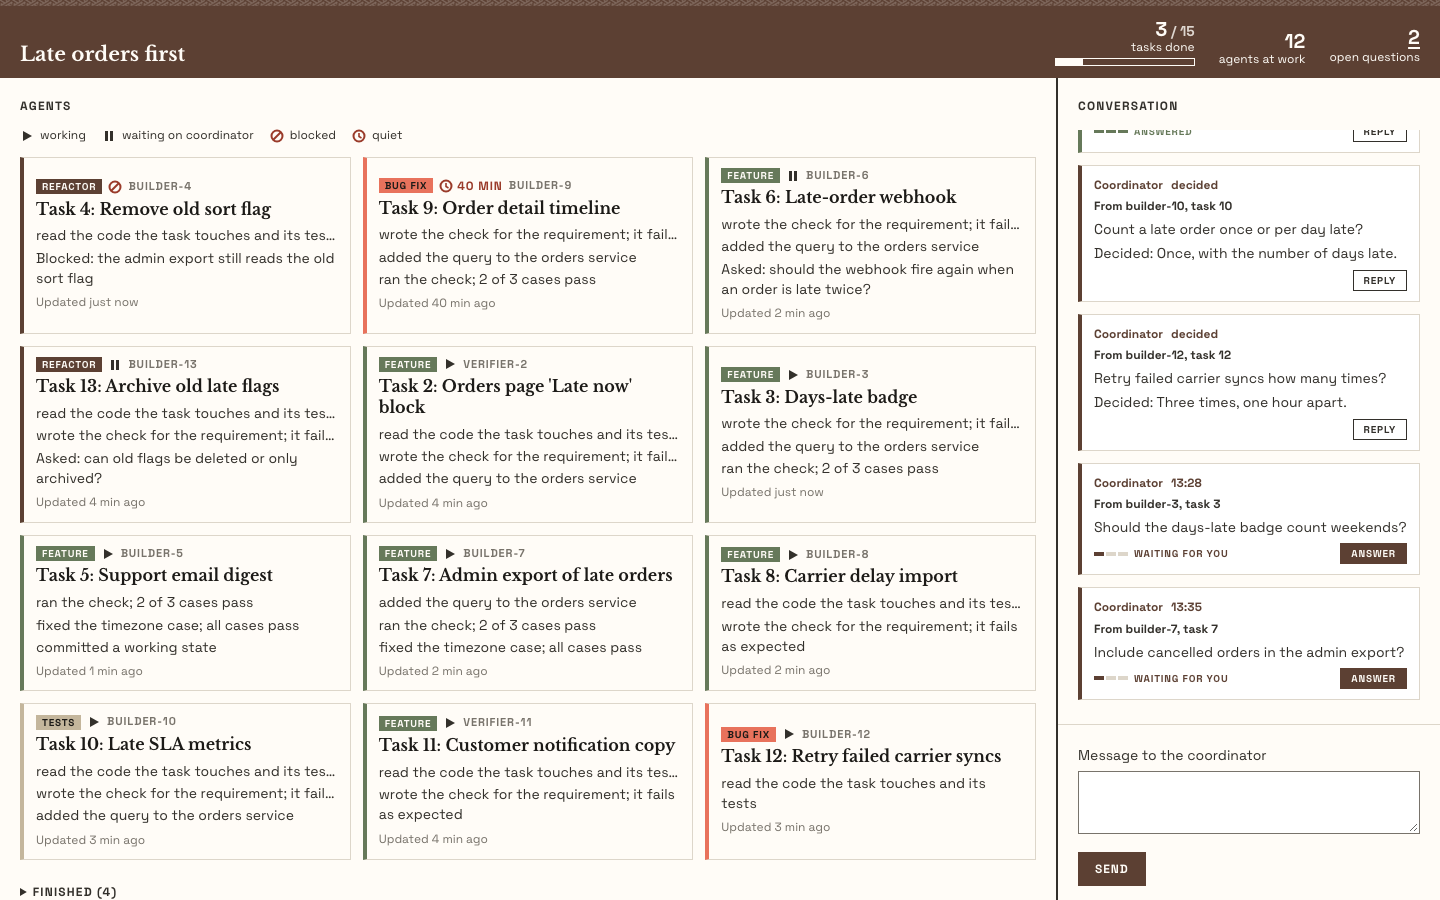 Late orders first
3 / 15
tasks done
12
agents at work
2
open questions
AGENTS
working
waiting on coordinator
blocked
quiet
REFACTOR BUILDER-4
Task 4: Remove old sort flag
read the code the task touches and its tes...
Blocked: the admin export still reads the old
sort flag
Updated just now
BUG FIX 40 MIN BUILDER-9
Task 9: Order detail timeline
wrote the check for the requirement; it fail...
added the query to the orders service
ran the check; 2 of 3 cases pass
Updated 40 min ago
FEATURE BUILDER-6
Task 6: Late-order webhook
wrote the check for the requirement; it fail...
added the query to the orders service
Asked: should the webhook fire again when
an order is late twice?
Updated 2 min ago
REFACTOR BUILDER-13
Task 13: Archive old late flags
read the code the task touches and its tes...
wrote the check for the requirement; it fail...
Asked: can old flags be deleted or only
archived?
Updated 4 min ago
FEATURE VERIFIER-2
Task 2: Orders page 'Late now'
block
read the code the task touches and its tes...
wrote the check for the requirement; it fail...
added the query to the orders service
Updated 4 min ago
FEATURE BUILDER-3
Task 3: Days-late badge
wrote the check for the requirement; it fail...
added the query to the orders service
ran the check; 2 of 3 cases pass
Updated just now
FEATURE BUILDER-5
Task 5: Support email digest
ran the check; 2 of 3 cases pass
fixed the timezone case; all cases pass
committed a working state
Updated 1 min ago
FEATURE BUILDER-7
Task 7: Admin export of late orders
added the query to the orders service
ran the check; 2 of 3 cases pass
fixed the timezone case; all cases pass
Updated 2 min ago
FEATURE BUILDER-8
Task 8: Carrier delay import
read the code the task touches and its tes...
wrote the check for the requirement; it fails
as expected
Updated 2 min ago
TESTS BUILDER-10
Task 10: Late SLA metrics
read the code the task touches and its tes...
wrote the check for the requirement; it fail...
added the query to the orders service
Updated 3 min ago
FEATURE VERIFIER-11
Task 11: Customer notification copy
read the code the task touches and its tes...
wrote the check for the requirement; it fails
as expected
Updated 4 min ago
BUG FIX BUILDER-12
Task 12: Retry failed carrier syncs
read the code the task touches and its
tests
Updated 3 min ago
FINISHED (4)
CONVERSATION
ANSWERED
REPLY
Coordinator decided
From builder-10, task 10
Count a late order once or per day late?
Decided: Once, with the number of days late.
REPLY
Coordinator decided
From builder-12, task 12
Retry failed carrier syncs how many times?
Decided: Three times, one hour apart.
REPLY
Coordinator 13:28
From builder-3, task 3
Should the days-late badge count weekends?
WAITING FOR YOU
ANSWER
Coordinator 13:35
From builder-7, task 7
Include cancelled orders in the admin export?
WAITING FOR YOU
ANSWER
Message to the coordinator
SEND